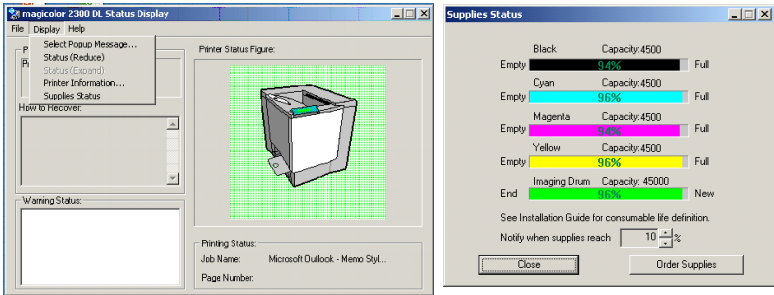 magicolor 2300 DL Status Display
File Display Help
Select Popup Message...
Status (Reduce)
Status (Expand)
Printer Information...
Supplies Status
How to Recover:
Warning Status:
Printer Status Figure:
Printing Status:
Job Name: Microsoft Outlook - Memo Styl...
Page Number:
Supplies Status
Black Capacity:4500
Empty 94% Full
Cyan Capacity:4500
Empty 96% Full
Magenta Capacity:4500
Empty 94% Full
Yellow Capacity:4500
Empty 96% Full
Imaging Drum Capacity: 45000
End 96% New
See Installation Guide for consumable life definition.
Notify when supplies reach 10 %
Close Order Supplies